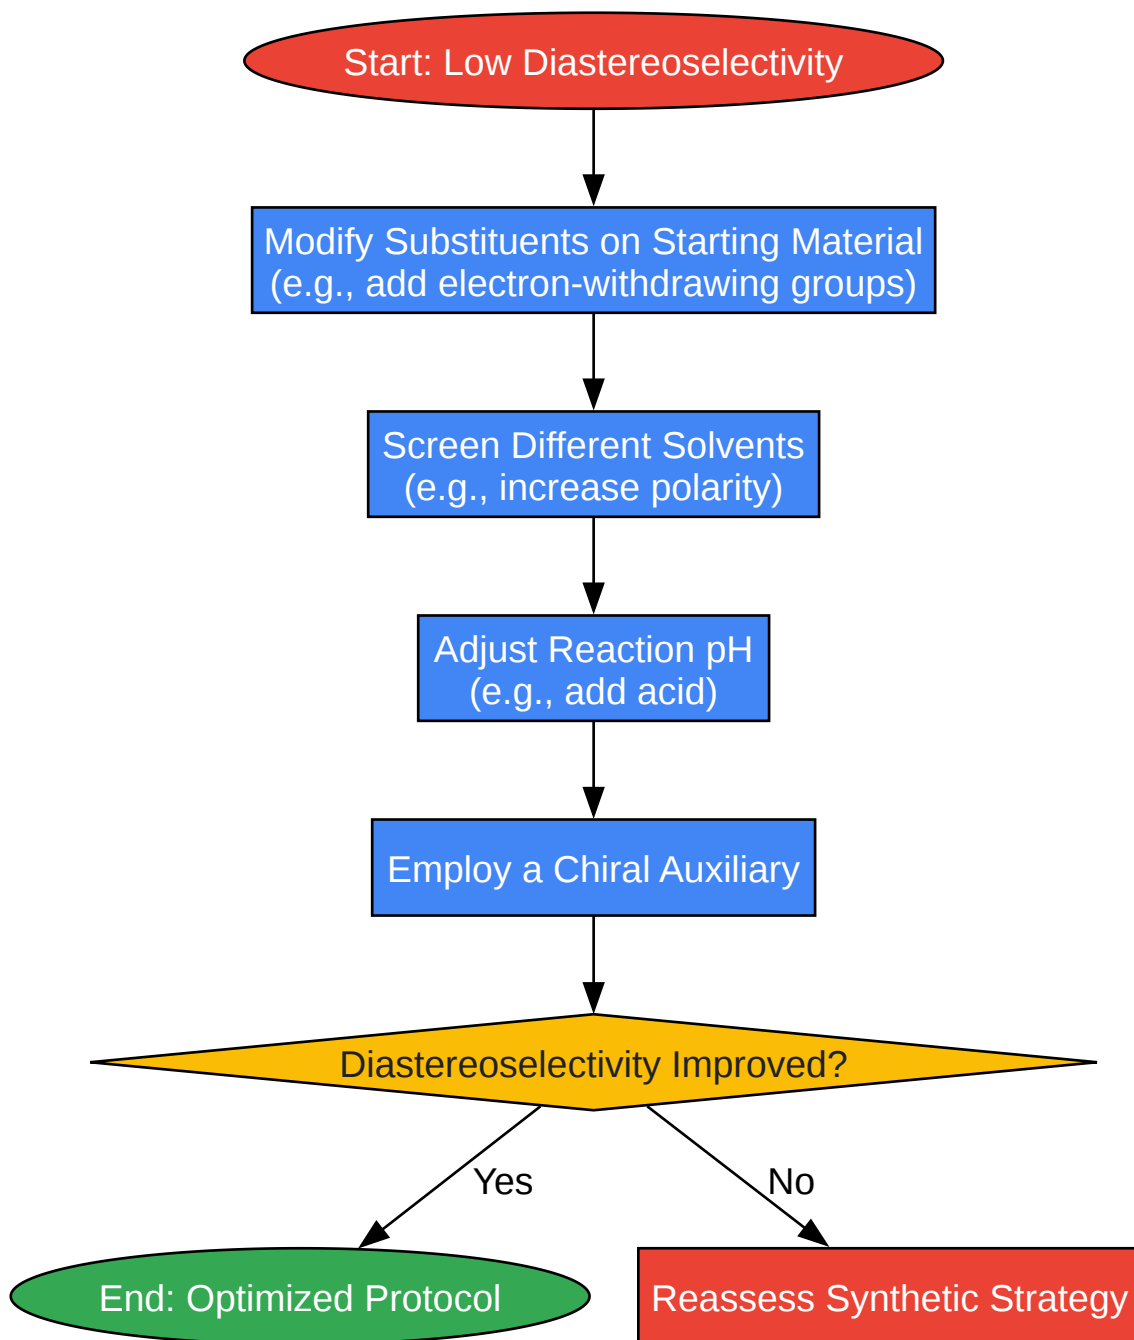 Start: Low Diastereoselectivity
Modify Substituents on Starting Material
(e.g., add electron-withdrawing groups)
Screen Different Solvents
(e.g., increase polarity)
Adjust Reaction pH
(e.g., add acid)
Employ a Chiral Auxiliary
Diastereoselectivity Improved?
Yes
No
End: Optimized Protocol
Reassess Synthetic Strategy